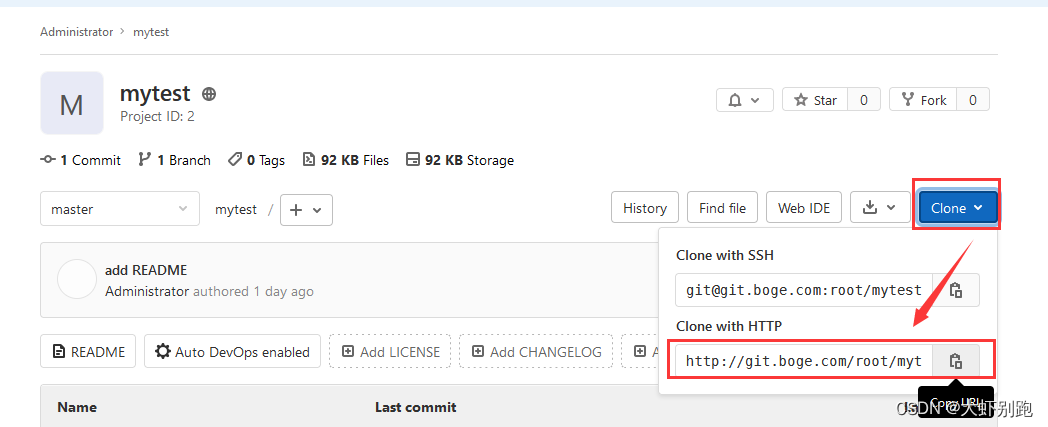 Administrator > mytest
M
mytest
Project ID: 2
Star 0
Fork 0
1 Commit 1 Branch 0 Tags 92 KB Files 92 KB Storage
master
mytest / +
History Find file Web IDE Clone
Clone with SSH
git@git.boge.com:root/mytest
Clone with HTTP
http://git.boge.com/root/myt
add README
Administrator authored 1 day ago
README Auto DevOps enabled Add LICENSE Add CHANGELOG A
Name Last commit
Copy URL
CSDN @大虾别跑